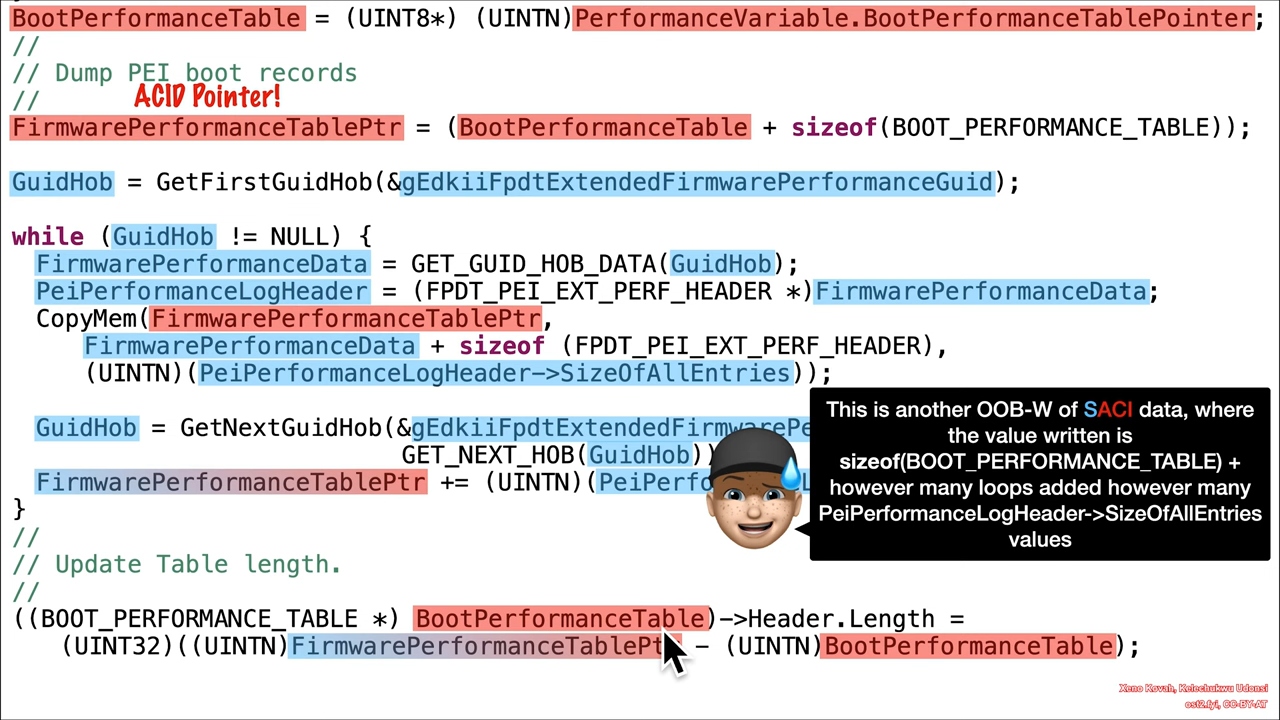 BootPerformanceTable = (UINT8*) (UINTN)PerformanceVariable.BootPerformanceTablePointer;
//
// Dump PEI boot records
//
ACID Pointer!
FirmwarePerformanceTablePtr = (BootPerformanceTable + sizeof(BOOT_PERFORMANCE_TABLE));
GuidHob = GetFirstGuidHob(&gEdkiiFpdtExtendedFirmwarePerformanceGuid);
while (GuidHob != NULL) {
FirmwarePerformanceData = GET_GUID_HOB_DATA(GuidHob);
PeiPerformanceLogHeader = (FPDT_PEI_EXT_PERF_HEADER *)FirmwarePerformanceData;
CopyMem(FirmwarePerformanceTablePtr,
FirmwarePerformanceData + sizeof (FPDT_PEI_EXT_PERF_HEADER),
(UINTN)(PeiPerformanceLogHeader->SizeOfAllEntries));
GuidHob = GetNextGuidHob(&gEdkiiFpdtExtendedFirmwarePe
GET_NEXT_HOB(GuidHob))
FirmwarePerformanceTablePtr += (UINTN)(PeiPerfo
}
//
// Update Table length.
//
((BOOT_PERFORMANCE_TABLE *) BootPerformanceTable)->Header.Length =
(UINT32)((UINTN)FirmwarePerformanceTablePt - (UINTN)BootPerformanceTable);
This is another OOB-W of SACI data, where
the value written is
sizeof(BOOT_PERFORMANCE_TABLE) +
however many loops added however many
PeiPerformanceLogHeader->SizeOfAllEntries
values
Xeno Kovah, Kelechukwu Udonsi
ost2.fyi, CC-BY-AT